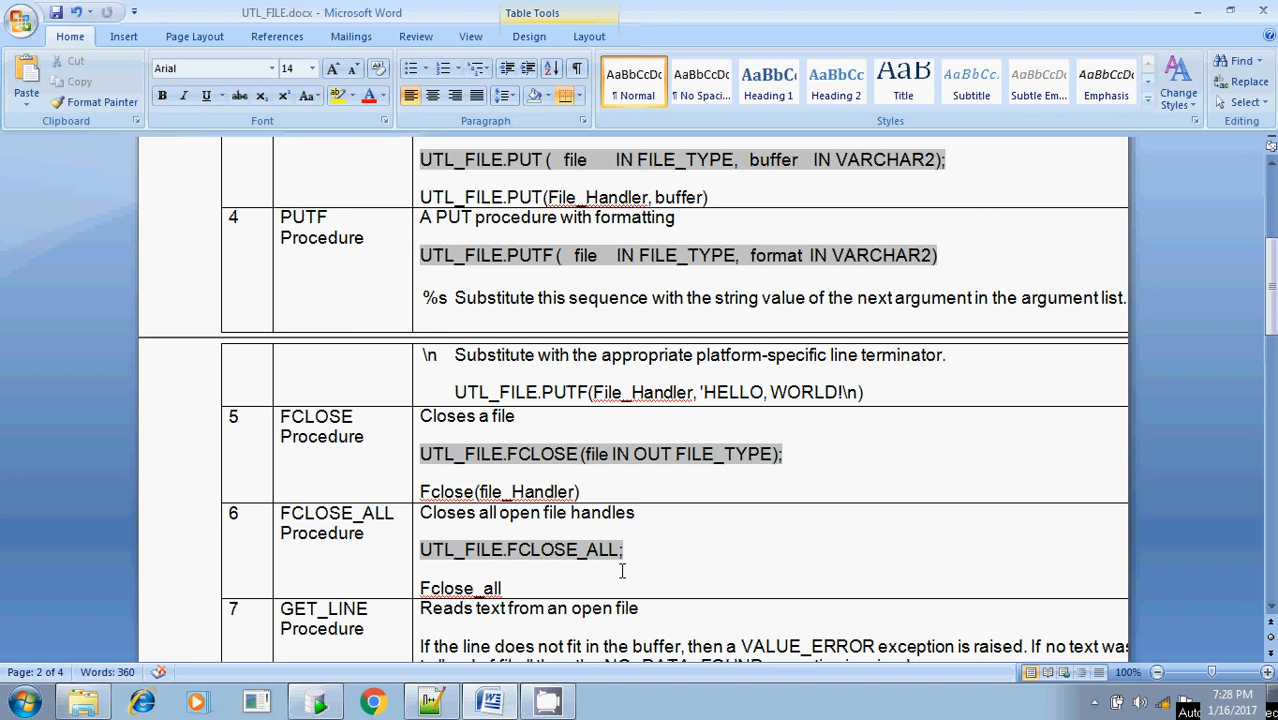 UTL_FILE.docx - Microsoft Word
Table Tools
Home Insert Page Layout References Mailings Review View Design Layout
Paste
Cut
Copy
Format Painter
Clipboard
Arial 14
Font
Paragraph
AaBbCcDc AaBbCcDc AaBbC AaBbCc AaB AaBbCc. AaBbCcDc AaBbCcDc
¶ Normal ¶ No Spaci... Heading 1 Heading 2 Title Subtitle Subtle Em... Emphasis
Change Styles
Styles
Find
Replace
Select
Editing
UTL_FILE.PUT ( file IN FILE_TYPE, buffer IN VARCHAR2);
UTL_FILE.PUT(File_Handler, buffer)
4 PUTF Procedure
A PUT procedure with formatting
UTL_FILE.PUTF ( file IN FILE_TYPE, format IN VARCHAR2)
%s Substitute this sequence with the string value of the next argument in the argument list.
\n Substitute with the appropriate platform-specific line terminator.
UTL_FILE.PUTF(File_Handler, 'HELLO, WORLD!\n)
5 FCLOSE Procedure
Closes a file
UTL_FILE.FCLOSE (file IN OUT FILE_TYPE);
Fclose(file_Handler)
6 FCLOSE_ALL Procedure
Closes all open file handles
UTL_FILE.FCLOSE_ALL;
Fclose_all
7 GET_LINE Procedure
Reads text from an open file
If the line does not fit in the buffer, then a VALUE_ERROR exception is raised. If no text was
Page: 2 of 4 Words: 360
100%
7:28 PM
1/16/2017